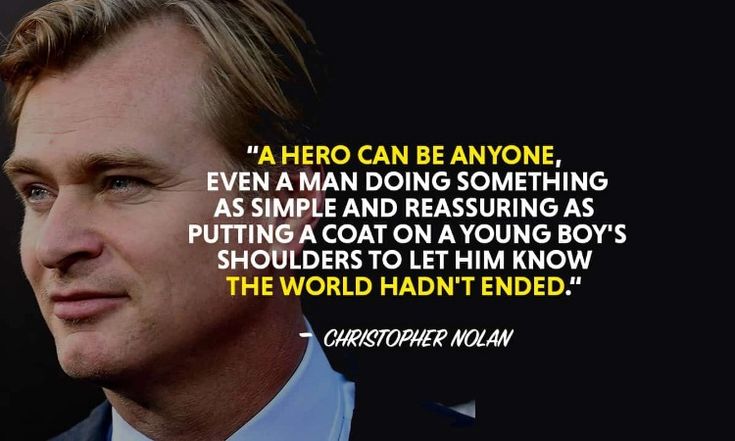 “A HERO CAN BE ANYONE,
EVEN A MAN DOING SOMETHING
AS SIMPLE AND REASSURING AS
PUTTING A COAT ON A YOUNG BOY'S
SHOULDERS TO LET HIM KNOW
THE WORLD HADN'T ENDED.“
– CHRISTOPHER NOLAN